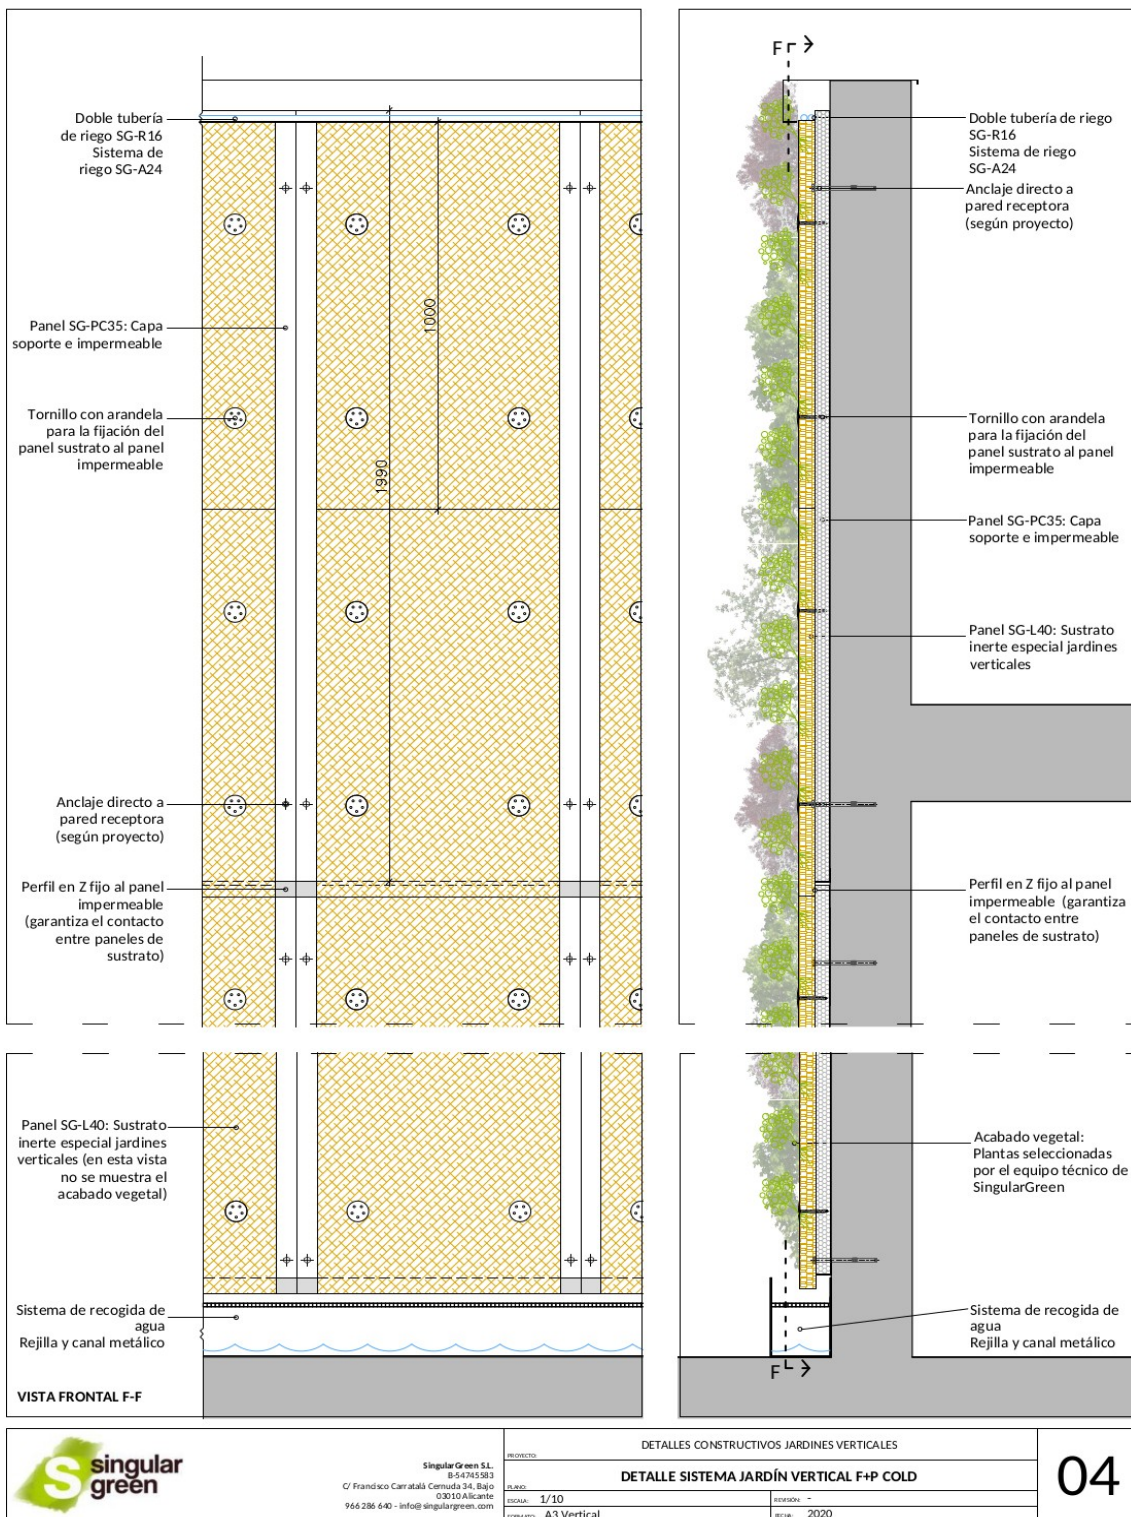 Doble tubería
de riego SG-R16
Sistema de
riego SG-A24
Panel SG-PC35: Capa
soporte e impermeable
Tornillo con arandela
para la fijación del
panel sustrato al panel
impermeable
Anclaje directo a
pared receptora
(según proyecto)
Perfil en Z fijo al panel
impermeable
(garantiza el contacto
entre paneles de
sustrato)
1000
1990
Panel SG-L40: Sustrato
inerte especial jardines
verticales (en esta vista
no se muestra el
acabado vegetal)
Sistema de recogida de
agua
Rejilla y canal metálico
VISTA FRONTAL F-F
F
Doble tubería de riego
SG-R16
Sistema de riego
SG-A24
Anclaje directo a
pared receptora
(según proyecto)
Tornillo con arandela
para la fijación del
panel sustrato al panel
impermeable
Panel SG-PC35: Capa
soporte e impermeable
Panel SG-L40: Sustrato
inerte especial jardines
verticales
Perfil en Z fijo al panel
impermeable (garantiza
el contacto entre
paneles de sustrato)
Acabado vegetal:
Plantas seleccionadas
por el equipo técnico de
SingularGreen
Sistema de recogida de
agua
Rejilla y canal metálico
F
S singular
green
SingularGreen S.L.
B-54745583
C/ Francisco Carratalá Cernuda 34, Bajo
03010 Alicante
966 286 640 - info@singulargreen.com
PROYECTO: DETALLES CONSTRUCTIVOS JARDINES VERTICALES
PLANO: DETALLE SISTEMA JARDÍN VERTICAL F+P COLD
ESCALA: 1/10
REVISIÓN: -
FORMATO: A3 Vertical
FECHA: 2020
04